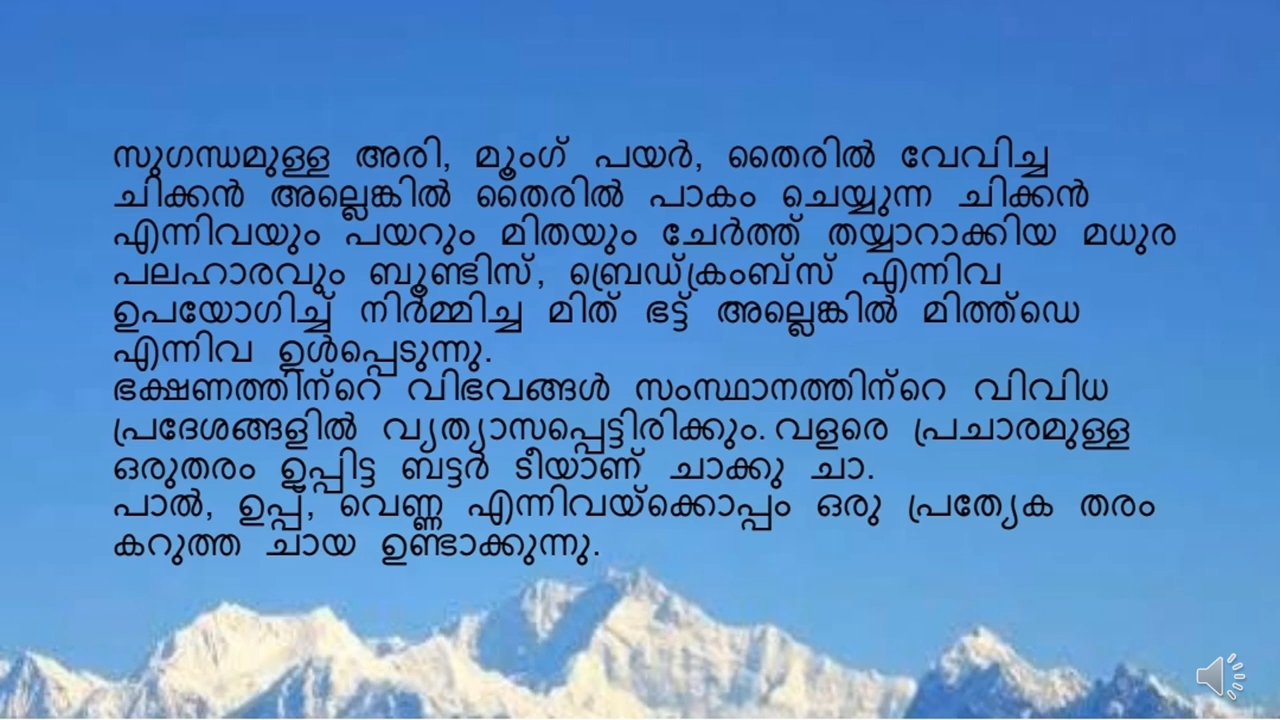 സുഗന്ധമുള്ള അരി, മൂംഗ് പയർ, തൈരിൽ വേവിച്ച
ചിക്കൻ അല്ലെങ്കിൽ തൈരിൽ പാകം ചെയ്യുന്ന ചിക്കൻ
എന്നിവയും പയറും മിതയും ചേർത്ത് തയ്യാറാക്കിയ മധുര
പലഹാരവും ബൂണ്ടിസ്, ബ്രെഡ്ക്രംബ്സ് എന്നിവ
ഉപയോഗിച്ച് നിർമ്മിച്ച മിത് ഭട്ട് അല്ലെങ്കിൽ മിത്ത്ഡെ
എന്നിവ ഉൾപ്പെടുന്നു.
ഭക്ഷണത്തിന്റെ വിഭവങ്ങൾ സംസ്ഥാനത്തിന്റെ വിവിധ
പ്രദേശങ്ങളിൽ വ്യത്യാസപ്പെട്ടിരിക്കും. വളരെ പ്രചാരമുള്ള
ഒരുതരം ഉപ്പിട്ട ബട്ടർ ടീയാണ് ചാക്കു ചാ.
പാൽ, ഉപ്പ്, വെണ്ണ എന്നിവയ്ക്കൊപ്പം ഒരു പ്രത്യേക തരം
കറുത്ത ചായ ഉണ്ടാക്കുന്നു.